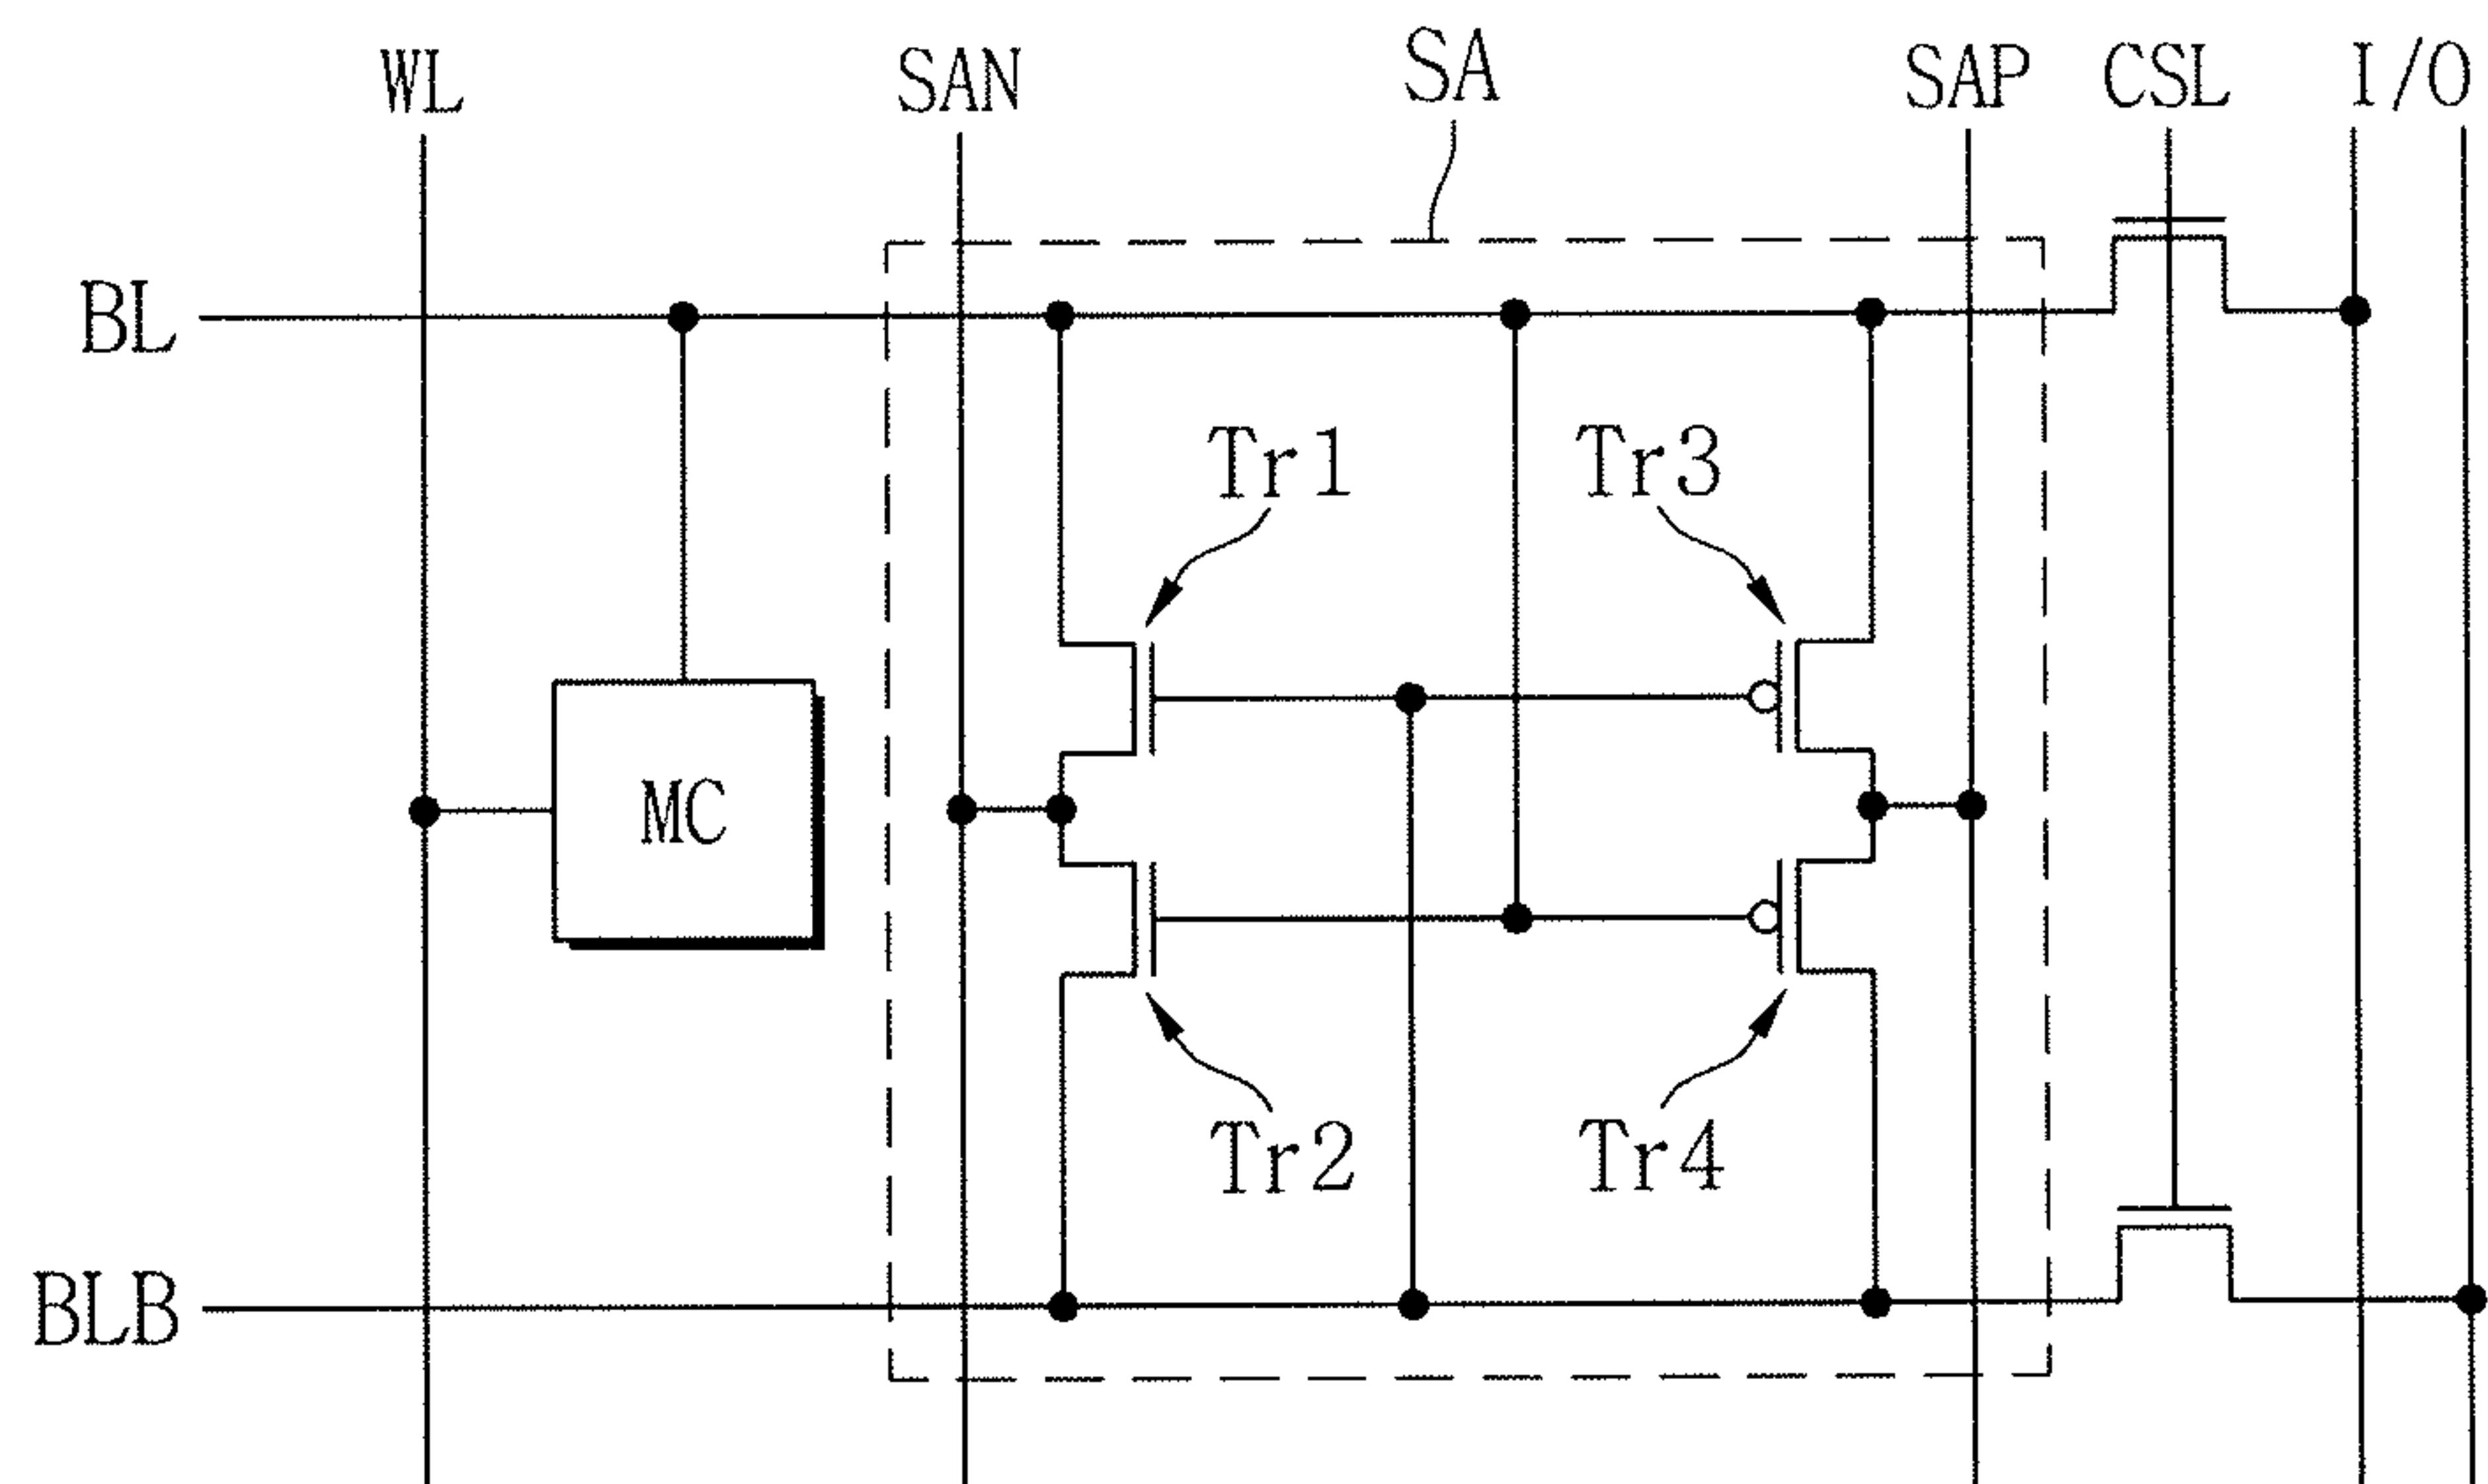 WL SAN SA SAP CSL I/O
BL
Tr1 Tr3
MC
Tr2 Tr4
BLB